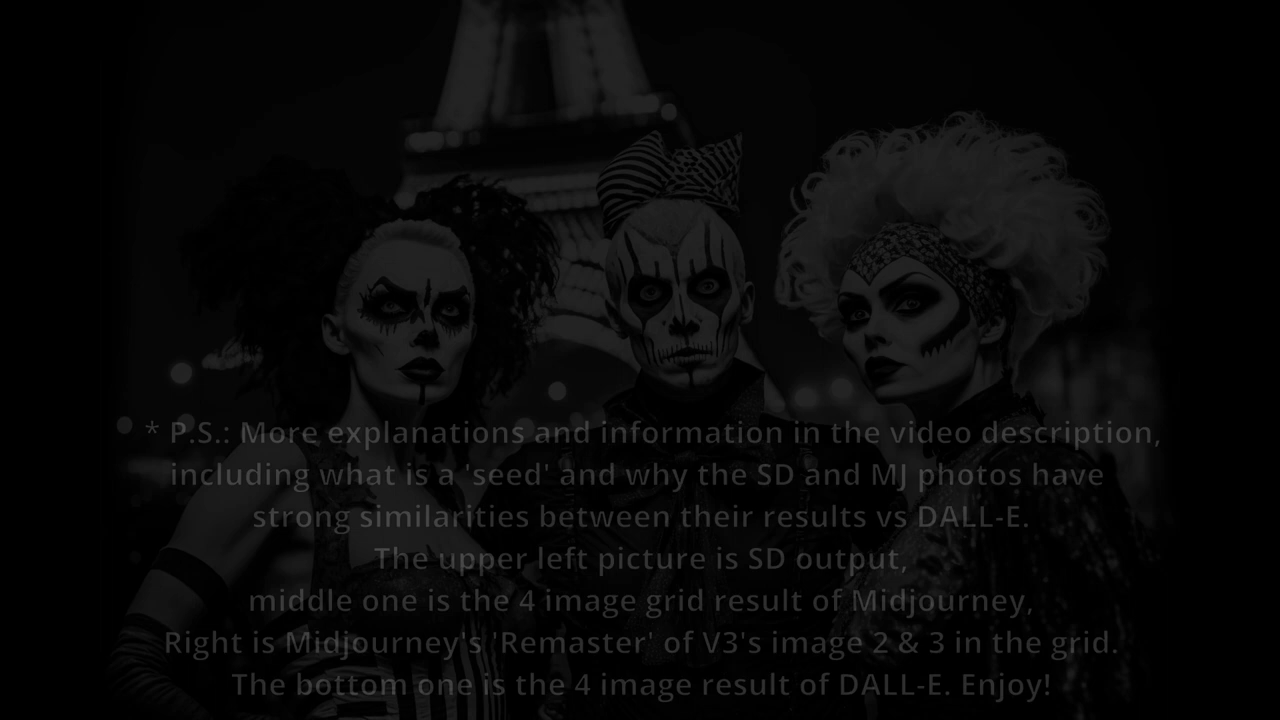 * P.S.: More explanations and information in the video description,
including what is a 'seed' and why the SD and MJ photos have
strong similarities between their results vs DALL-E.
The upper left picture is SD output,
middle one is the 4 image grid result of Midjourney,
Right is Midjourney's 'Remaster' of V3's image 2 & 3 in the grid.
The bottom one is the 4 image result of DALL-E. Enjoy!